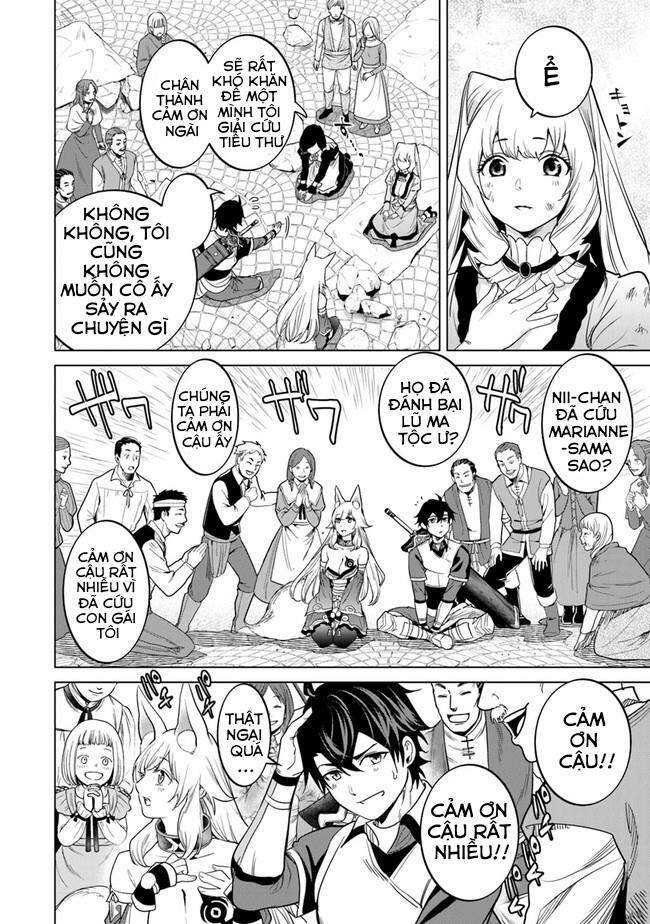 Ể
ギュッ
SẼ RẤT
KHÓ KHĂN
ĐỂ MỘT
MÌNH TÔI
GIẢI CỨU
TIỂU THƯ
CHÂN
THÀNH
CẢM ƠN
NGÀI
KHÔNG
KHÔNG, TÔI
CŨNG
KHÔNG
MUỐN CÔ ẤY
SẢY RA
CHUYỆN GÌ
NII-CHAN
ĐÃ CỨU
MARIANNE
-SAMA
SAO?
HỌ ĐÃ
ĐÁNH BẠI
LŨ MA
TỘC Ư?
CHÚNG
TA PHẢI
CẢM ƠN
CẬU ẤY
CẢM ƠN
CẬU RẤT
NHIỀU VÌ
ĐÃ CỨU
CON GÁI
TÔI
CẢM
ƠN
CẬU!!
CẢM ƠN
CẬU RẤT
NHIỀU!!
THẬT
NGẠI
QUÁ
...